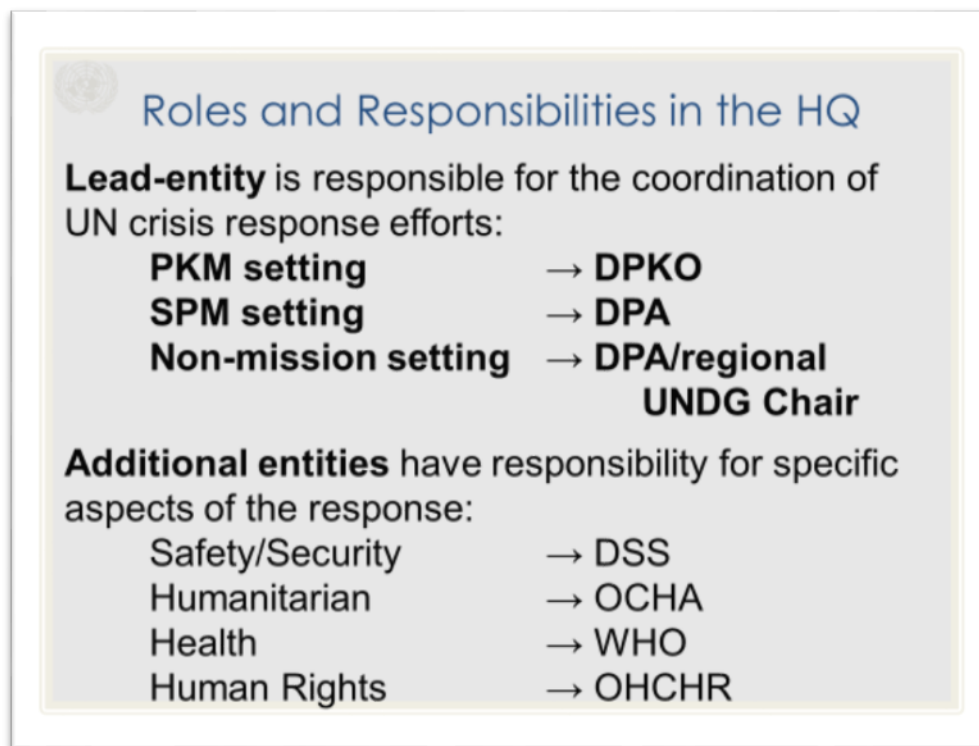 Roles and Responsibilities in the HQ
Lead-entity is responsible for the coordination of
UN crisis response efforts:
PKM setting → DPKO
SPM setting → DPA
Non-mission setting → DPA/regional
UNDG Chair
Additional entities have responsibility for specific
aspects of the response:
Safety/Security → DSS
Humanitarian → OCHA
Health → WHO
Human Rights → OHCHR